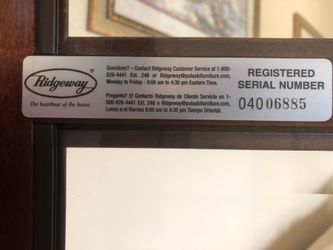 Ridgeway
The heartbeat of the home.
Questions? - Contact Ridgeway Customer Service at 1-800-
828-4441 Ext. 248 or Ridgeway@pulaskifurniture.com,
Monday to Friday - 8:00 am to 4:30 pm Eastern Time.
Pregunta? El Contacto Ridgeway de Cliente Servicio en 1-
800-828-4441 Ext. 248 o Ridgeway@pulaskifurniture.com,
Lunes a el Viernes 8:00 am to 4:30 pm Tiempo Oriental.
REGISTERED
SERIAL NUMBER
04006885